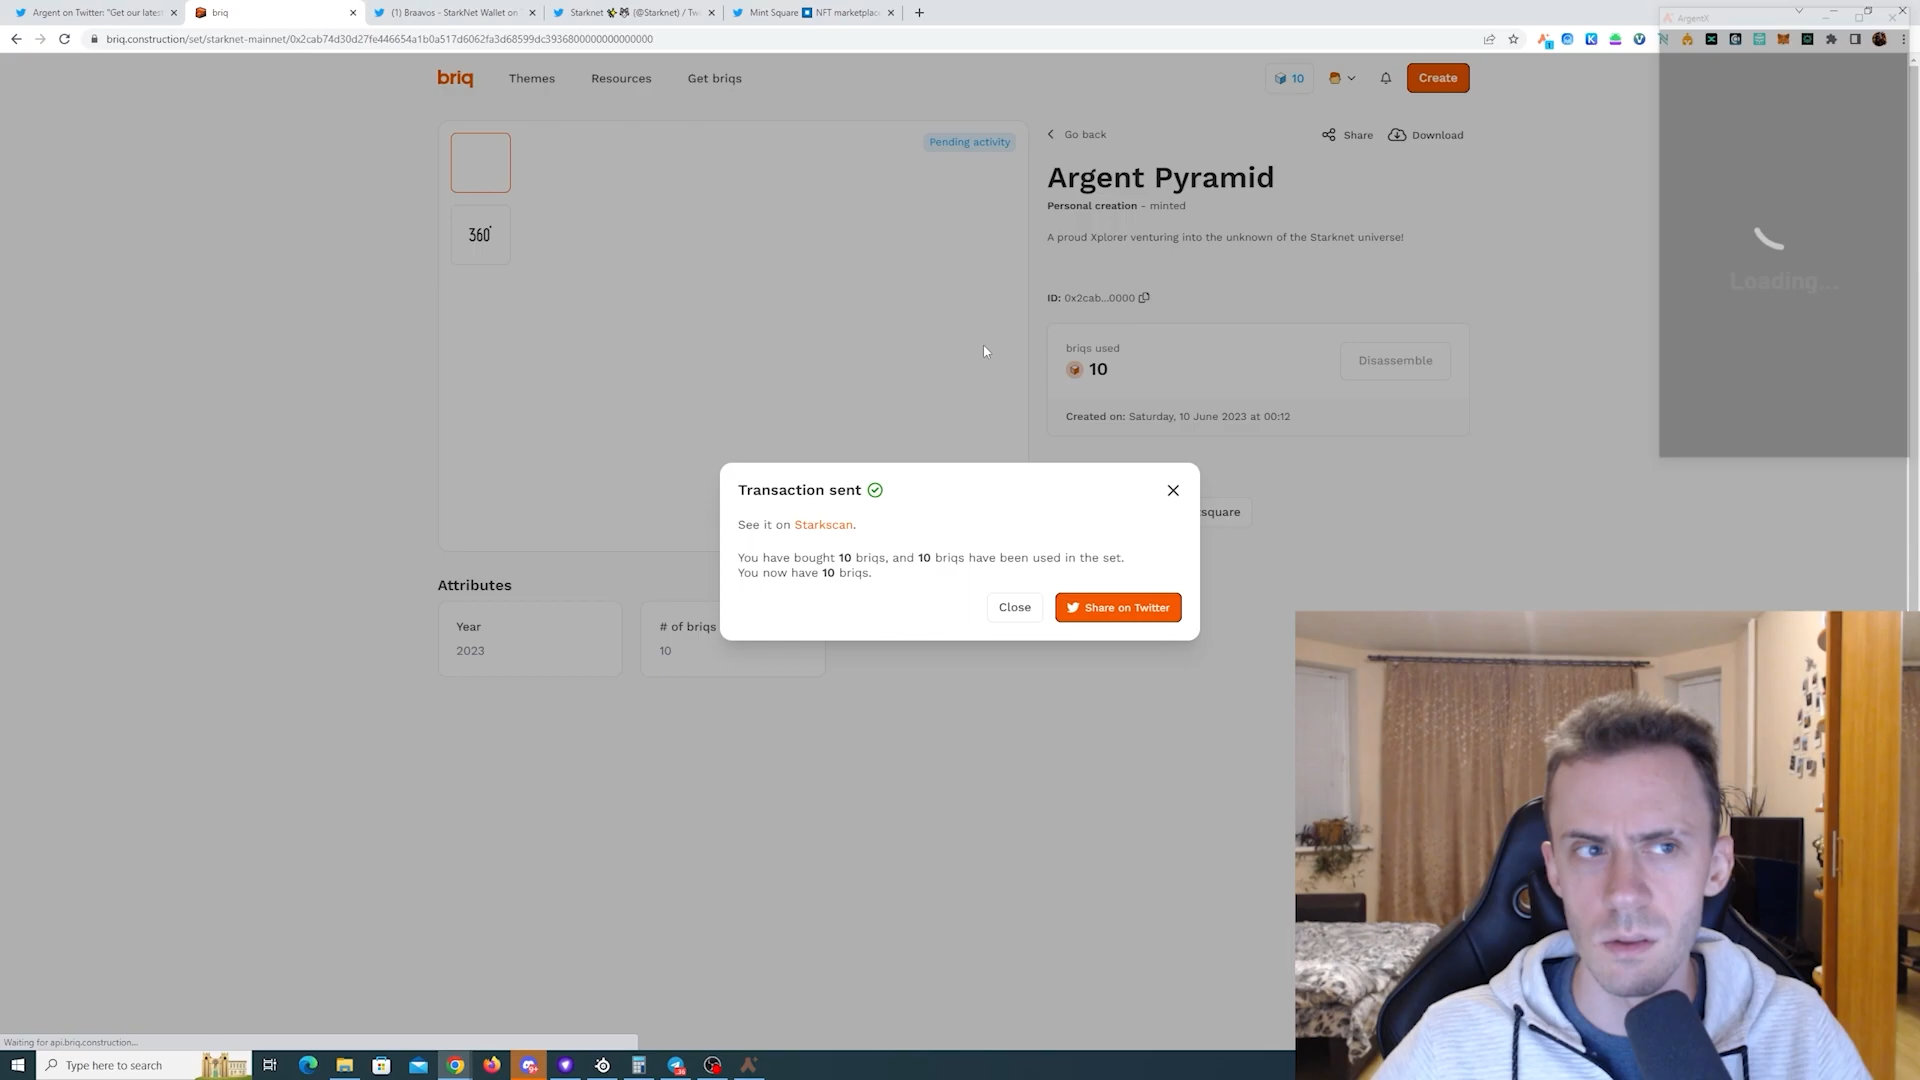 Argent on Twitter: "Get our latest
briq
(1) Braavos - StarkNet Wallet on
Starknet (@Starknet) / Tw
Mint Square NFT marketplac
ArgentX
briq.construction/set/starknet-mainnet/0x2cab74d30d27fe446654a1b0a517d6062fa3d68599dc3936800000000000000
briq
Themes
Resources
Get briqs
10
Create
Pending activity
360°
Go back
Share
Download
Argent Pyramid
Personal creation - minted
A proud Xplorer venturing into the unknown of the Starknet universe!
ID: 0x2cab...0000
briqs used
10
Disassemble
Created on: Saturday, 10 June 2023 at 00:12
Loading...
Transaction sent
See it on Starkscan.
You have bought 10 briqs, and 10 briqs have been used in the set.
You now have 10 briqs.
Close
Share on Twitter
square
Attributes
Year
2023
# of briqs
10
Waiting for api.briq.construction...
Type here to search